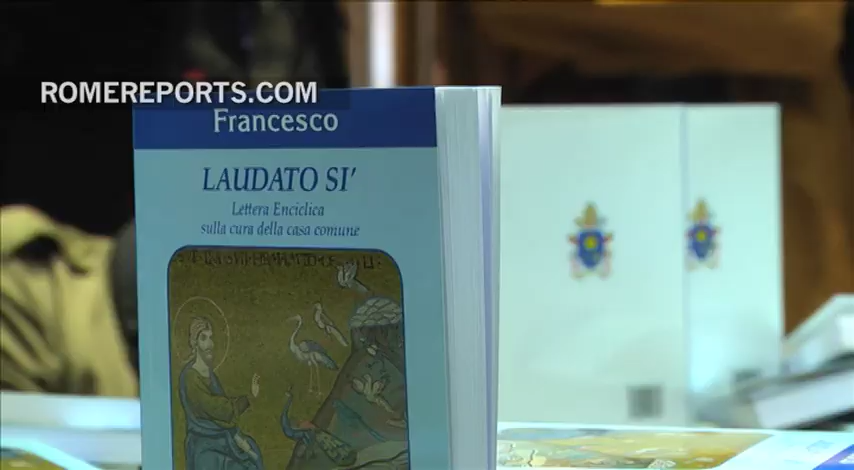 ROMEREPORTS.COM
Francesco
LAUDATO SI'
Lettera Enciclica
sulla cura della casa comune